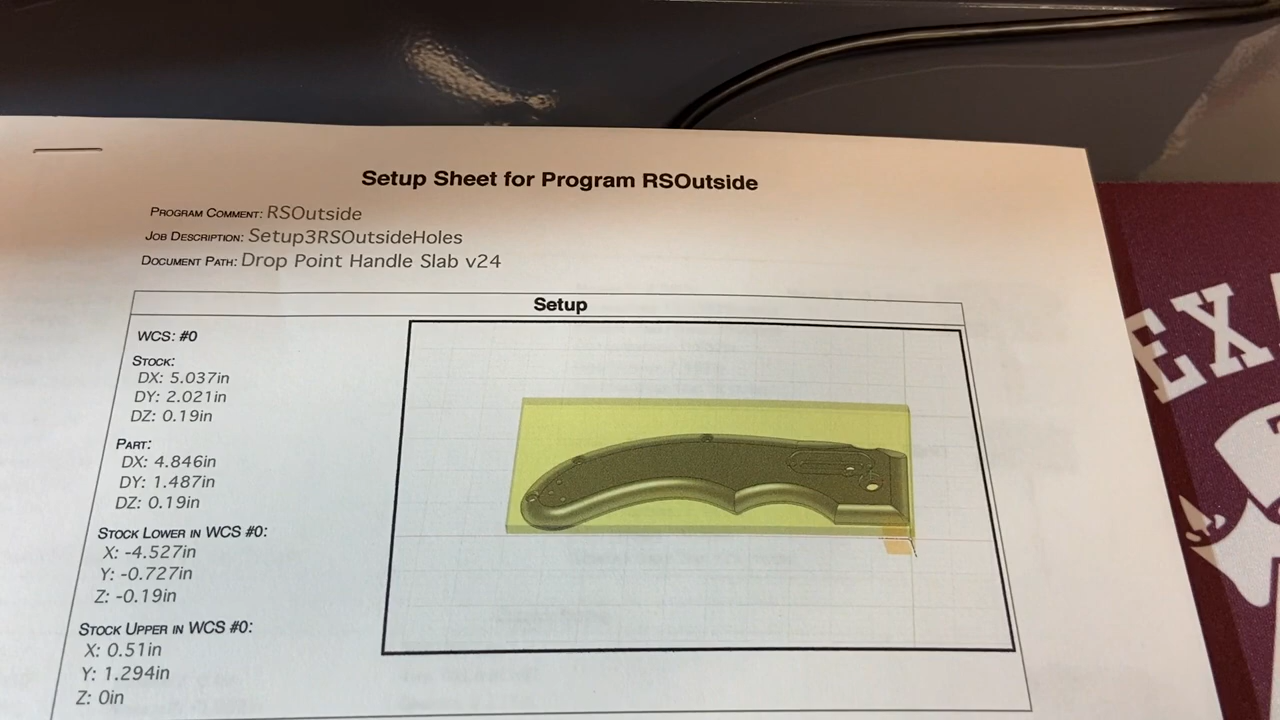 Setup Sheet for Program RSOutside
Program Comment: RSOutside
Job Description: Setup3RSOutsideHoles
Document Path: Drop Point Handle Slab v24
Setup
WCS: #0
Stock:
DX: 5.037in
DY: 2.021in
DZ: 0.19in
Part:
DX: 4.846in
DY: 1.487in
DZ: 0.19in
Stock Lower in WCS #0:
X: -4.527in
Y: -0.727in
Z: -0.19in
Stock Upper in WCS #0:
X: 0.51in
Y: 1.294in
Z: 0in